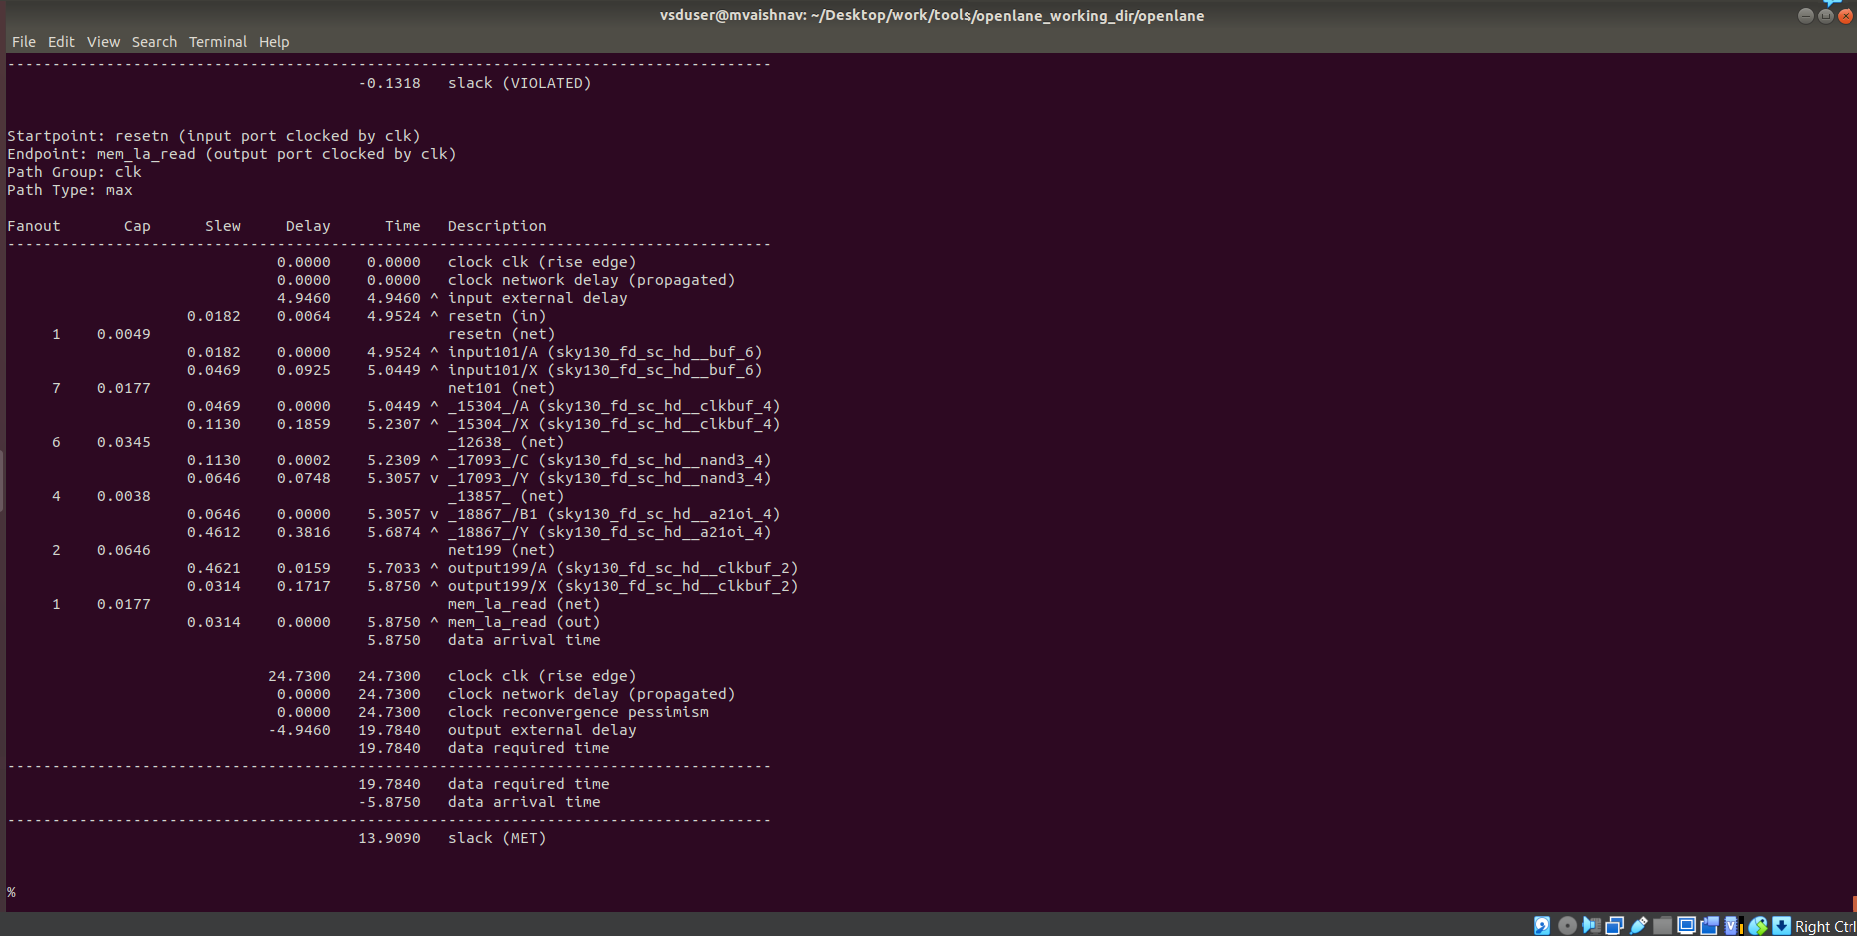 vsduser@mvaishnav: ~/Desktop/work/tools/openlane_working_dir/openlane
File Edit View Search Terminal Help
-------------------------------------------------------------------------------------
-0.1318 slack (VIOLATED)
Startpoint: resetn (input port clocked by clk)
Endpoint: mem_la_read (output port clocked by clk)
Path Group: clk
Path Type: max
Fanout Cap Slew Delay Time Description
-------------------------------------------------------------------------------------
0.0000 0.0000 clock clk (rise edge)
0.0000 0.0000 clock network delay (propagated)
4.9460 4.9460 ^ input external delay
0.0182 0.0064 4.9524 ^ resetn (in)
1 0.0049 resetn (net)
0.0182 0.0000 4.9524 ^ input101/A (sky130_fd_sc_hd__buf_6)
0.0469 0.0925 5.0449 ^ input101/X (sky130_fd_sc_hd__buf_6)
7 0.0177 net101 (net)
0.0469 0.0000 5.0449 ^ _15304_/A (sky130_fd_sc_hd__clkbuf_4)
0.1130 0.1859 5.2307 ^ _15304_/X (sky130_fd_sc_hd__clkbuf_4)
6 0.0345 _12638_ (net)
0.1130 0.0002 5.2309 ^ _17093_/C (sky130_fd_sc_hd__nand3_4)
0.0646 0.0748 5.3057 v _17093_/Y (sky130_fd_sc_hd__nand3_4)
4 0.0038 _13857_ (net)
0.0646 0.0000 5.3057 v _18867_/B1 (sky130_fd_sc_hd__a21oi_4)
0.4612 0.3816 5.6874 ^ _18867_/Y (sky130_fd_sc_hd__a21oi_4)
2 0.0646 net199 (net)
0.4621 0.0159 5.7033 ^ output199/A (sky130_fd_sc_hd__clkbuf_2)
0.0314 0.1717 5.8750 ^ output199/X (sky130_fd_sc_hd__clkbuf_2)
1 0.0177 mem_la_read (net)
0.0314 0.0000 5.8750 ^ mem_la_read (out)
5.8750 data arrival time
24.7300 24.7300 clock clk (rise edge)
0.0000 24.7300 clock network delay (propagated)
0.0000 24.7300 clock reconvergence pessimism
-4.9460 19.7840 output external delay
19.7840 data required time
-------------------------------------------------------------------------------------
19.7840 data required time
-5.8750 data arrival time
-------------------------------------------------------------------------------------
13.9090 slack (MET)
%
Right Ctrl